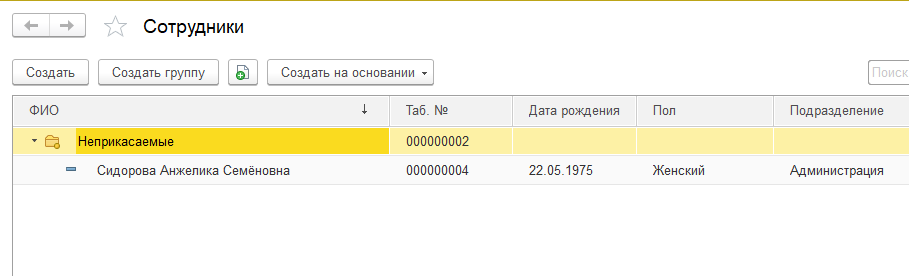 Сотрудники
Создать Создать группу Создать на основании Поиск
ФИО Таб. № Дата рождения Пол Подразделение
Неприкасаемые 000000002
Сидорова Анжелика Семёновна 000000004 22.05.1975 Женский Администрация